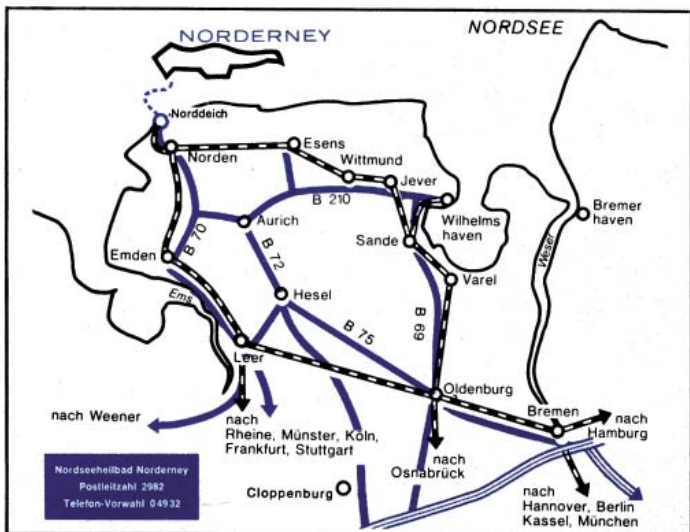 NORDERNEY
NORDSEE
Norddeich
Norden
Esens
Wittmund
Jever
B 210
Wilhelms
haven
Bremer
haven
Aurich
B 70
B 72
Sande
Weser
Emden
Ems
Hesel
Varel
B 75
B 69
Leer
Oldenburg
Bremen
nach
Hamburg
nach Weener
nach
Rheine, Münster, Köln,
Frankfurt, Stuttgart
nach
Osnabrück
Cloppenburg
nach
Hannover, Berlin
Kassel, München
Nordseeheilbad Norderney
Postleitzahl 2982
Telefon-Vorwahl 04932